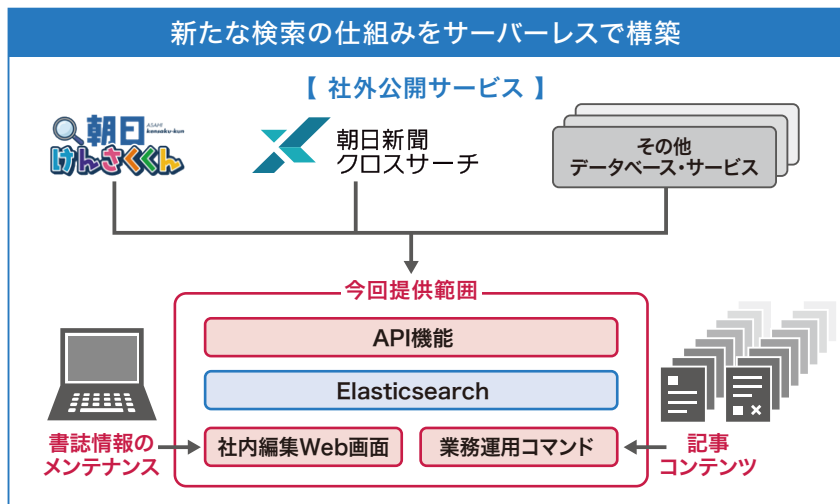 新たな検索の仕組みをサーバーレスで構築
【 社外公開サービス 】
朝日
ASAHI
kensaku-kun
けんさくくん
朝日新聞
クロスサーチ
その他
データベース・サービス
今回提供範囲
API機能
Elasticsearch
書誌情報の
メンテナンス
社内編集Web画面
業務運用コマンド
記事
コンテンツ